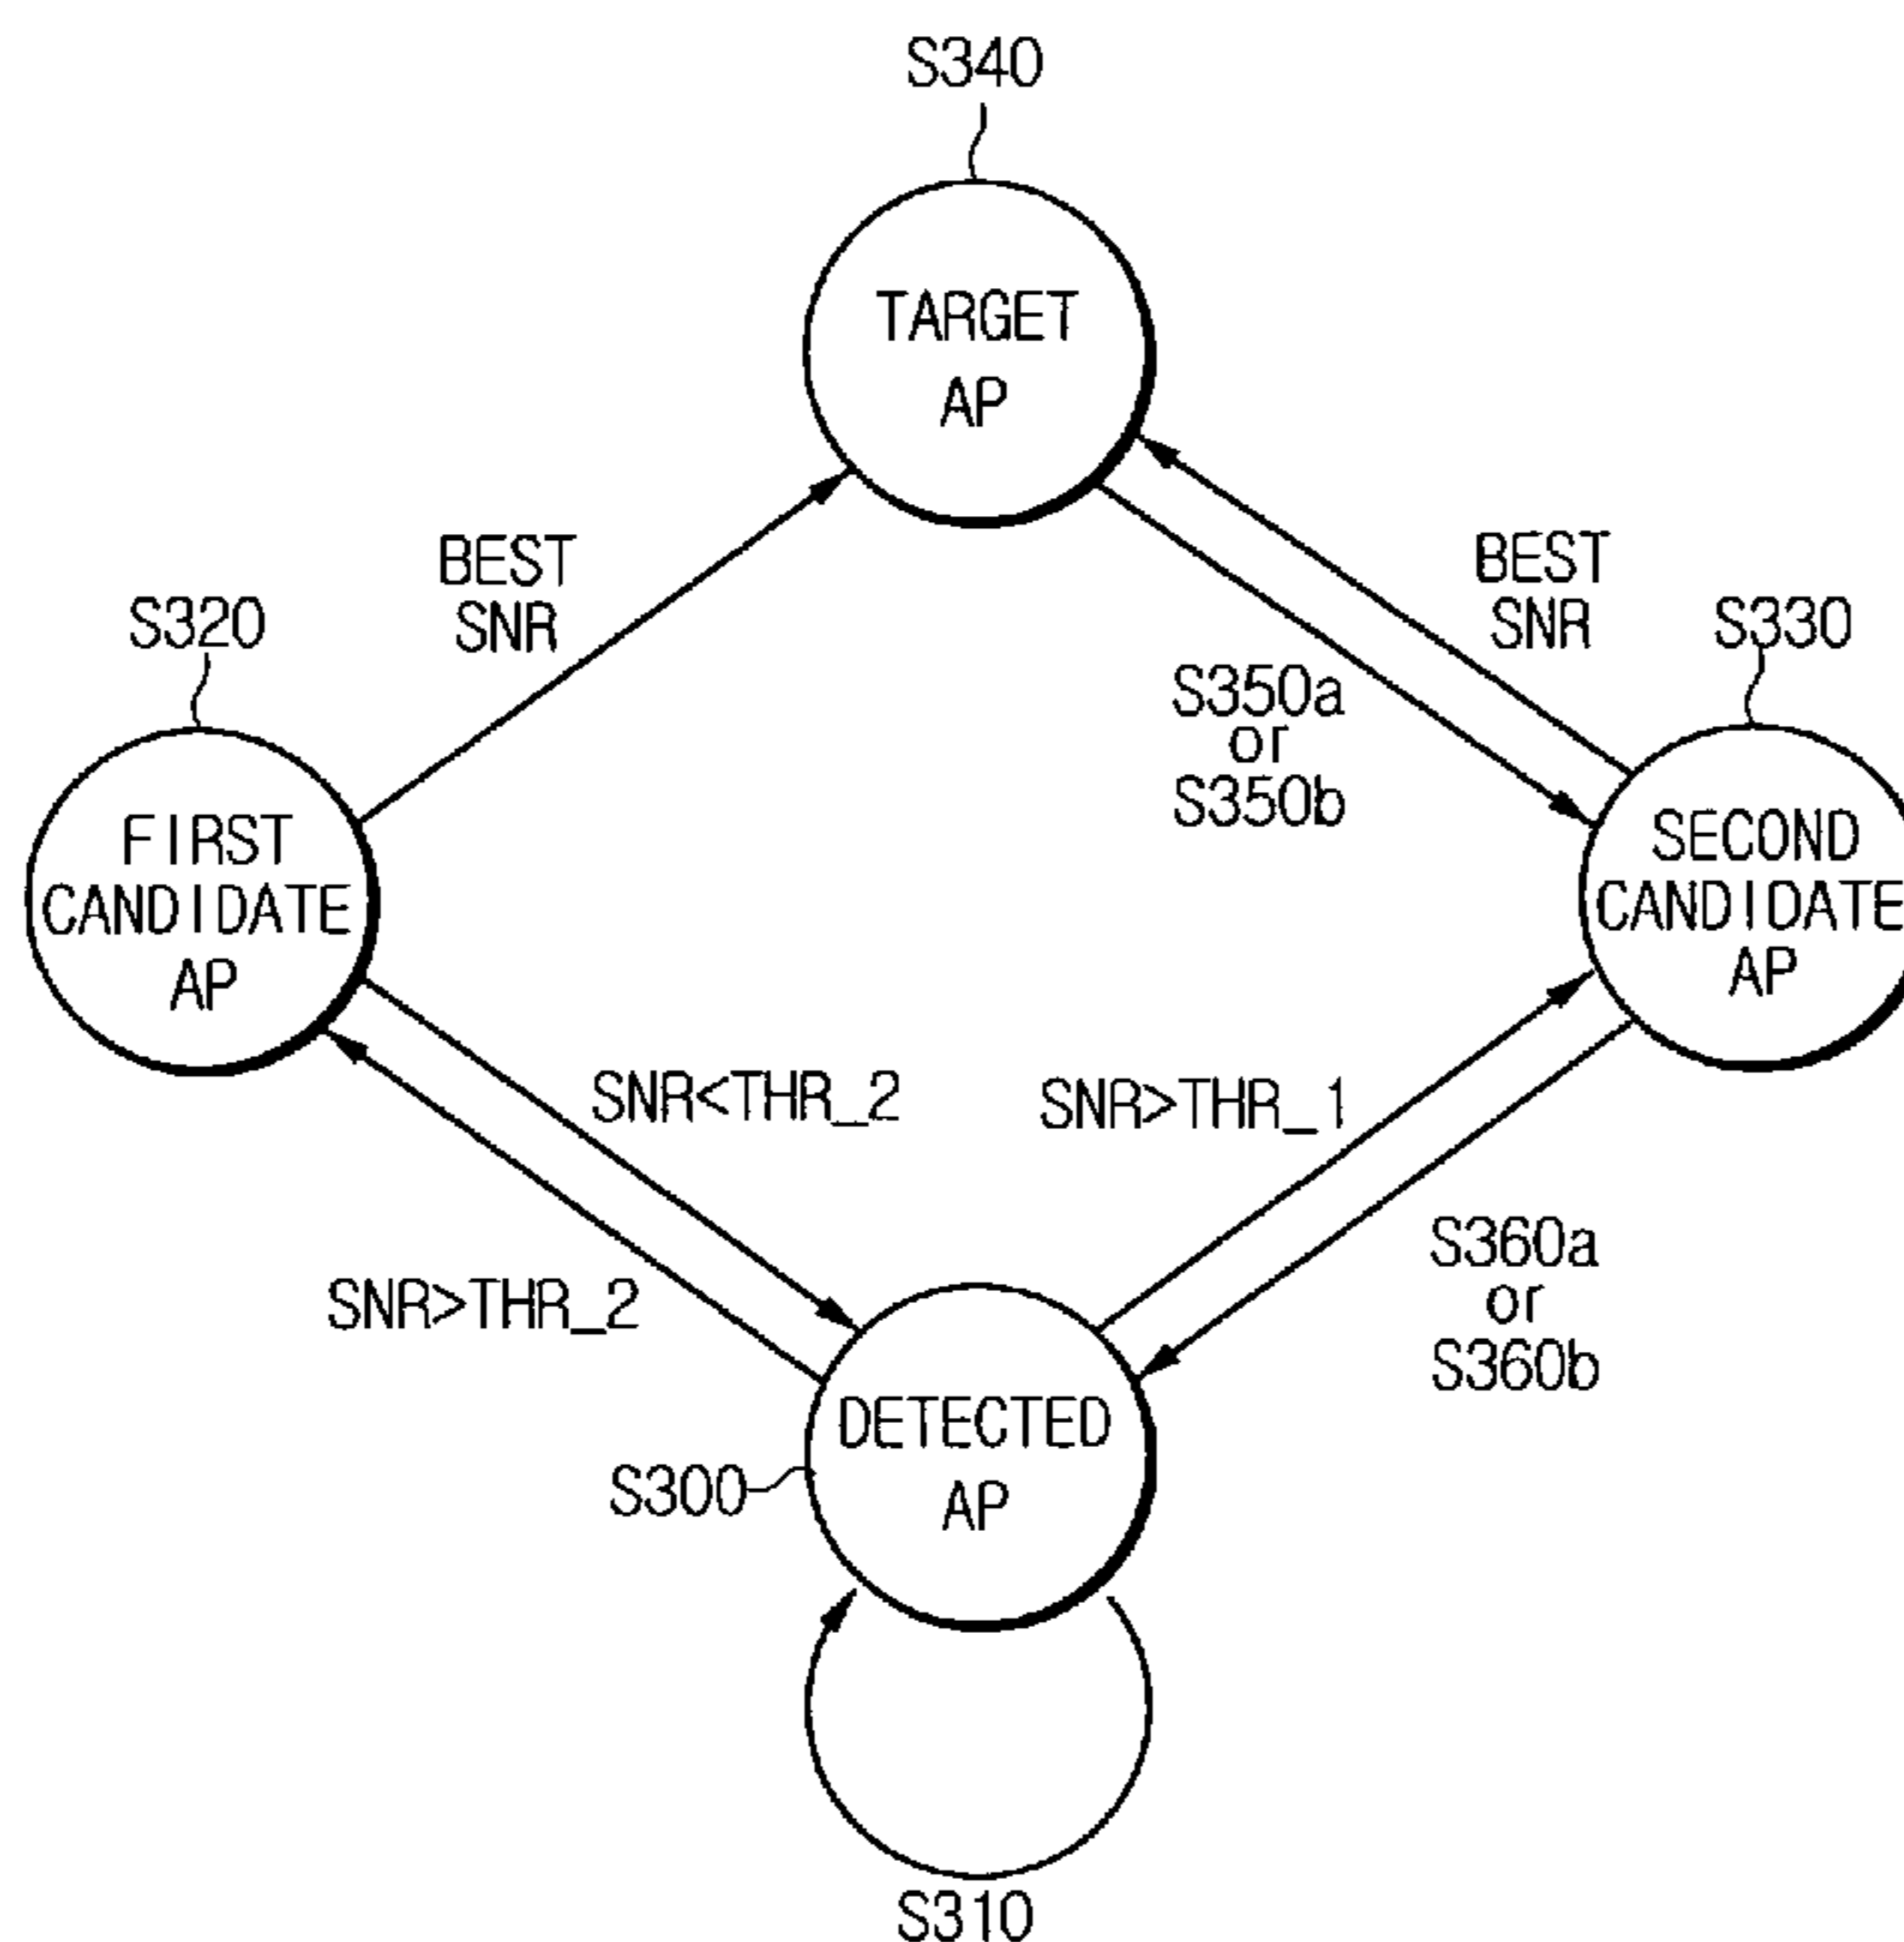 S340
TARGET
AP
BEST
SNR
BEST
SNR
S320
S330
S350a
or
S350b
FIRST
CANDIDATE
AP
SECOND
CANDIDATE
AP
SNR<THR_2
SNR>THR_1
SNR>THR_2
S360a
or
S360b
DETECTED
AP
S300
S310